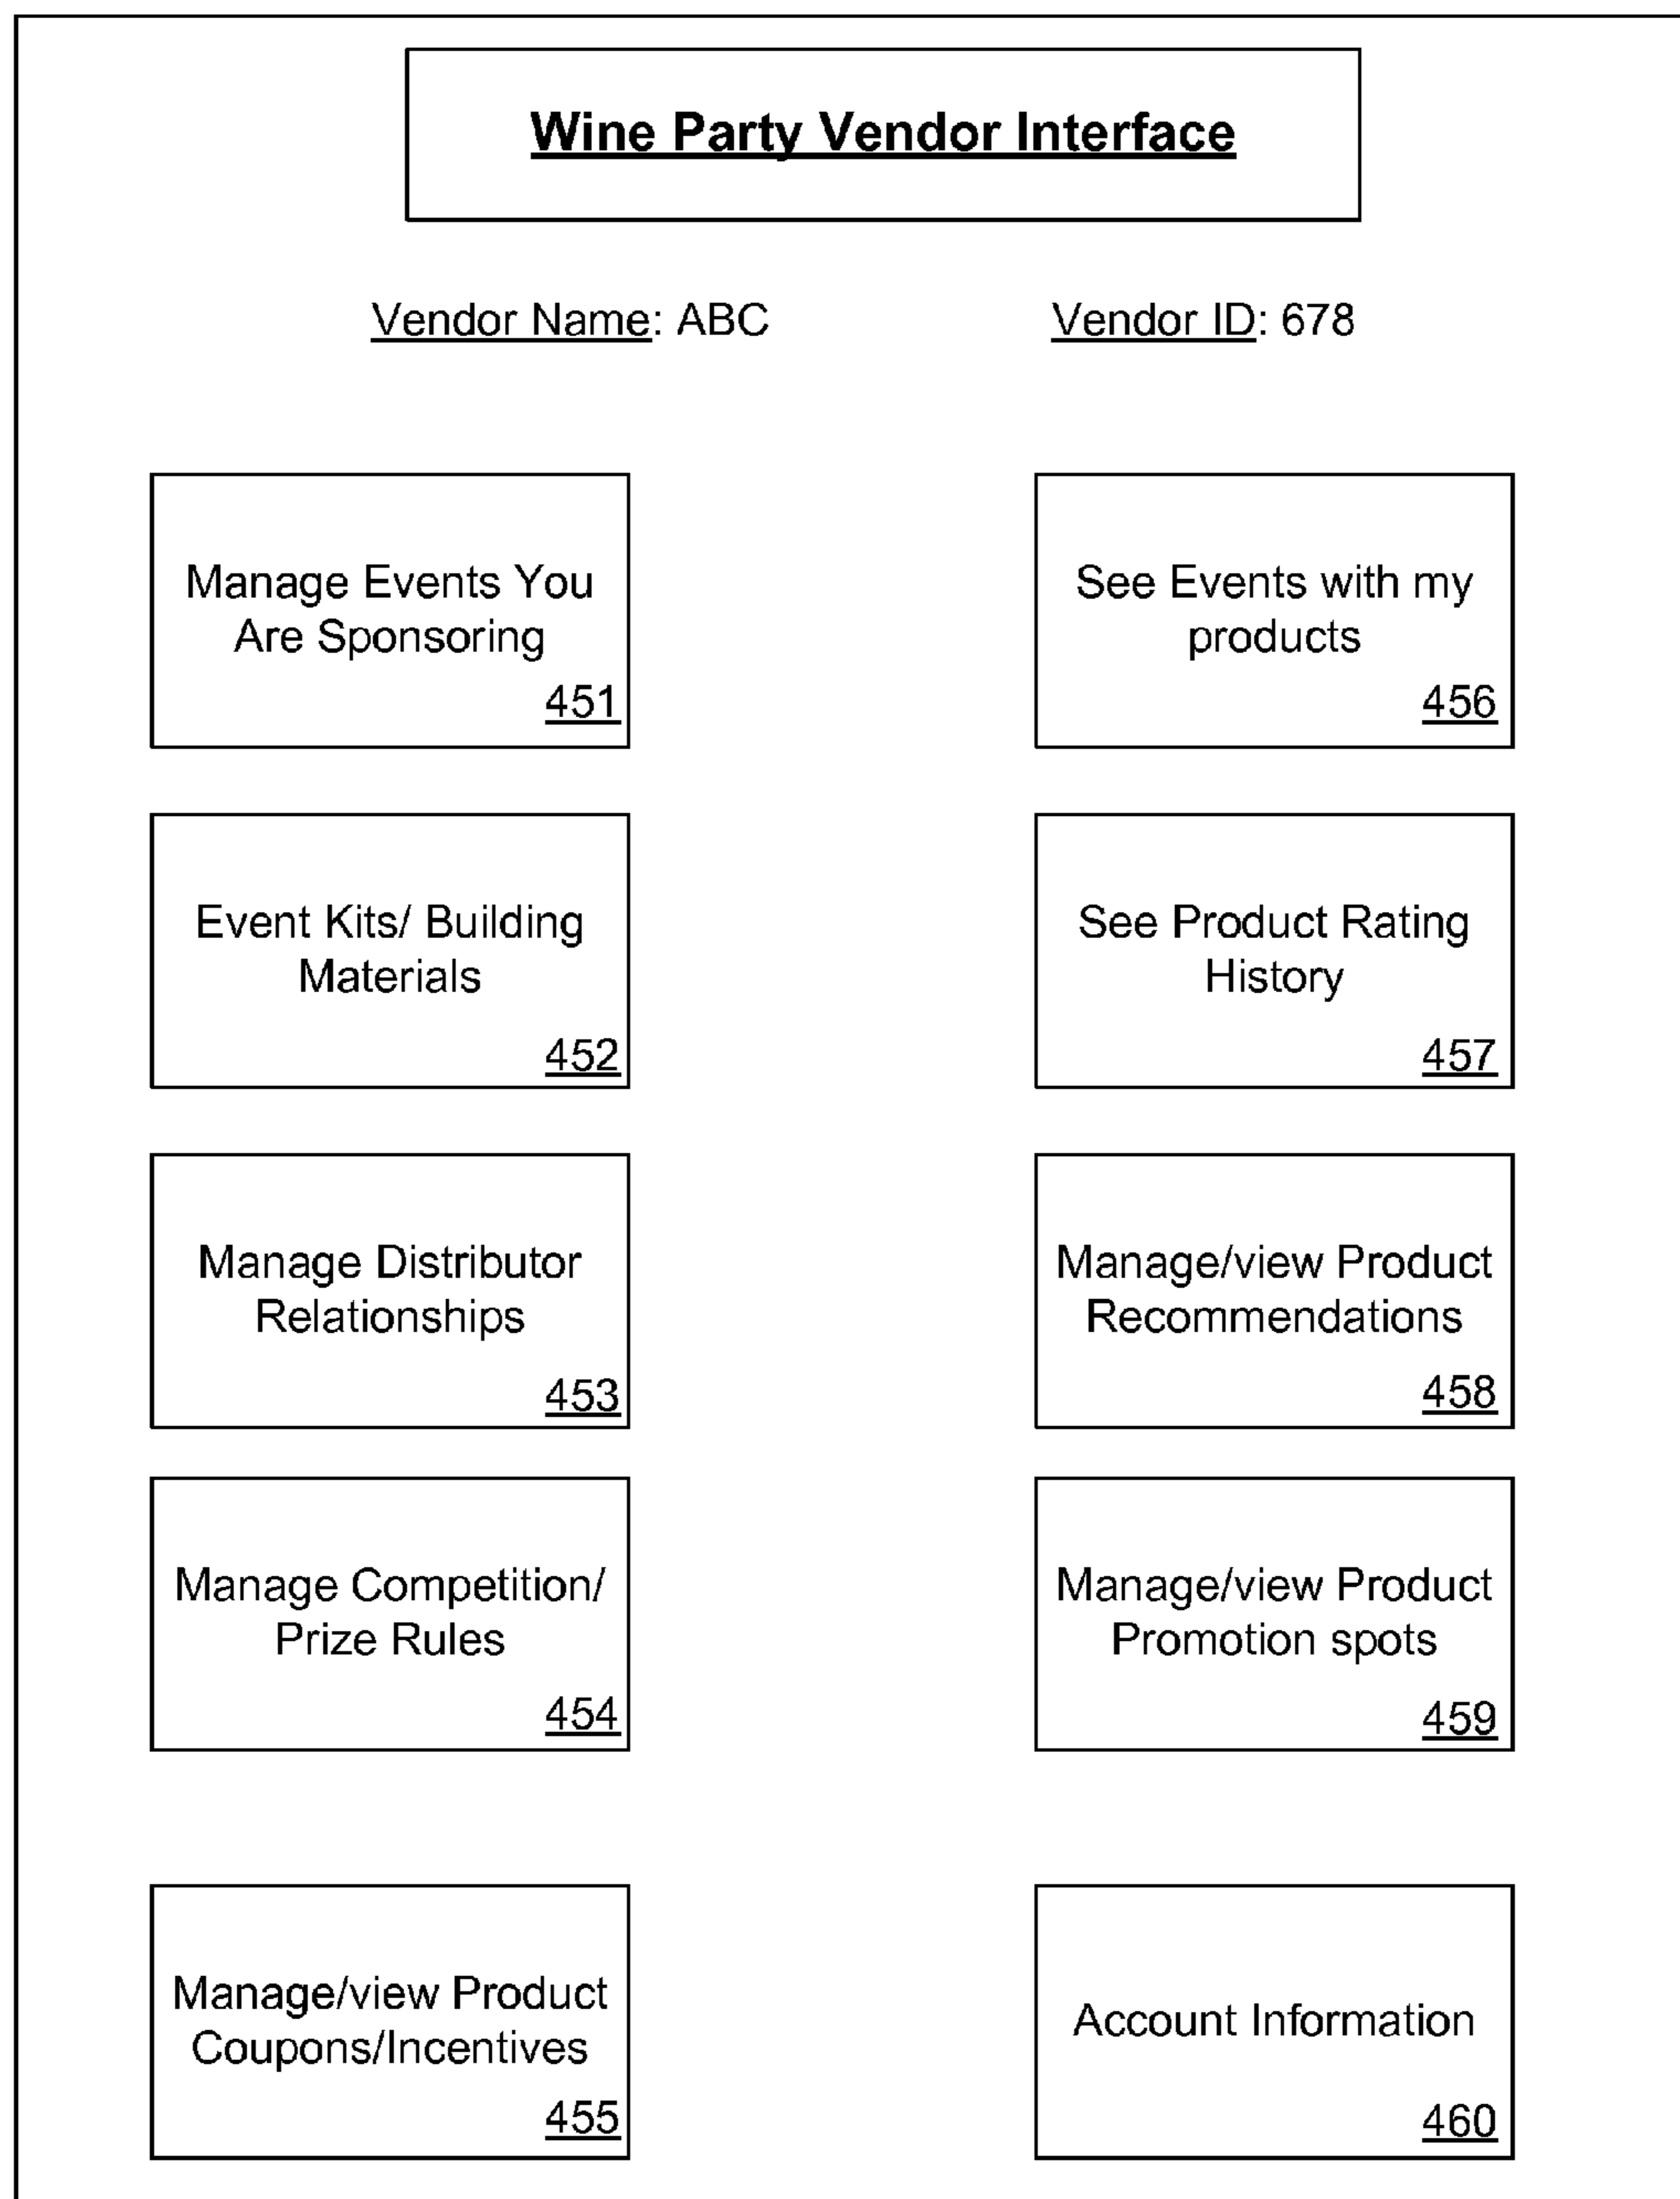 Wine Party Vendor Interface
Vendor Name: ABC
Vendor ID: 678
Manage Events You
Are Sponsoring
451
See Events with my
products
456
Event Kits/ Building
Materials
452
See Product Rating
History
457
Manage Distributor
Relationships
453
Manage/view Product
Recommendations
458
Manage Competition/
Prize Rules
454
Manage/view Product
Promotion spots
459
Manage/view Product
Coupons/Incentives
455
Account Information
460